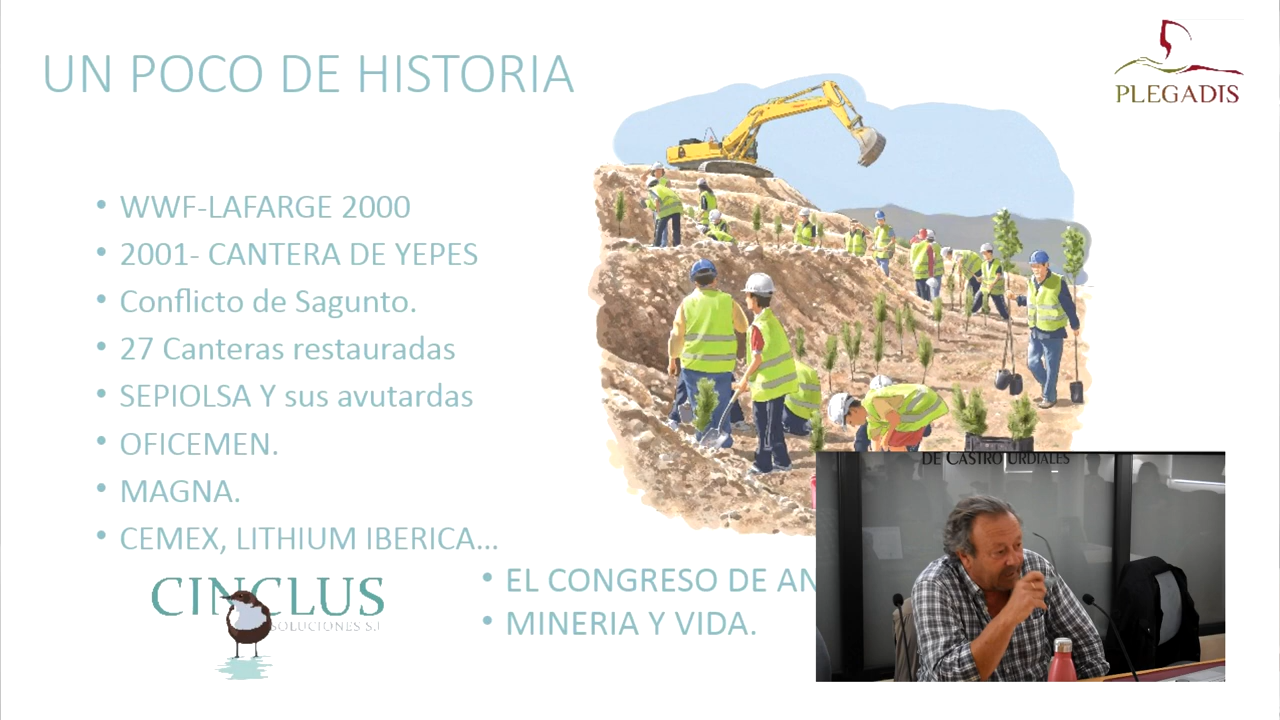 UN POCO DE HISTORIA
PLEGADIS
• WWF-LAFARGE 2000
• 2001- CANTERA DE YEPES
• Conflicto de Sagunto.
• 27 Canteras restauradas
• SEPIOLSA Y sus avutardas
• OFICEMEN.
• MAGNA.
• CEMEX, LITHIUM IBERICA...
• EL CONGRESO DE AN
• MINERIA Y VIDA.
CINCLUS
SOLUCIONES S.L
DE CASTRO URDIALES